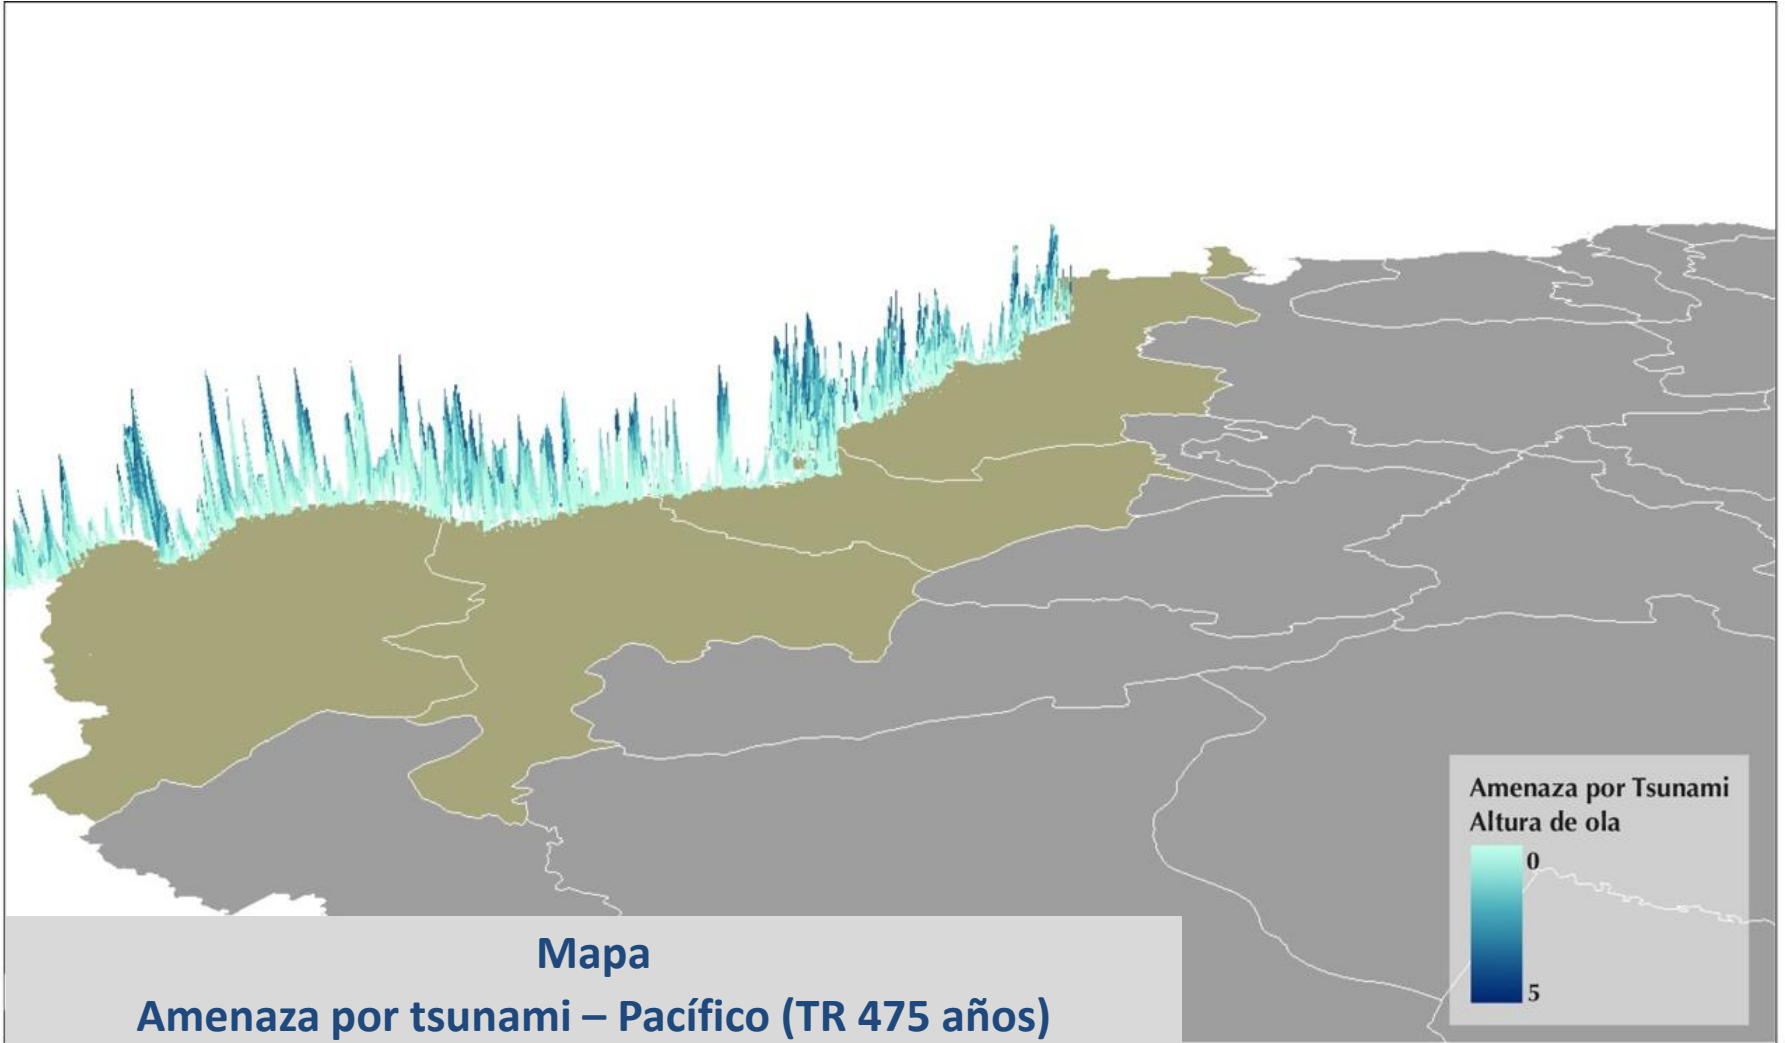 Amenaza por Tsunami
Altura de ola
0
5
Mapa
Amenaza por tsunami – Pacífico (TR 475 años)